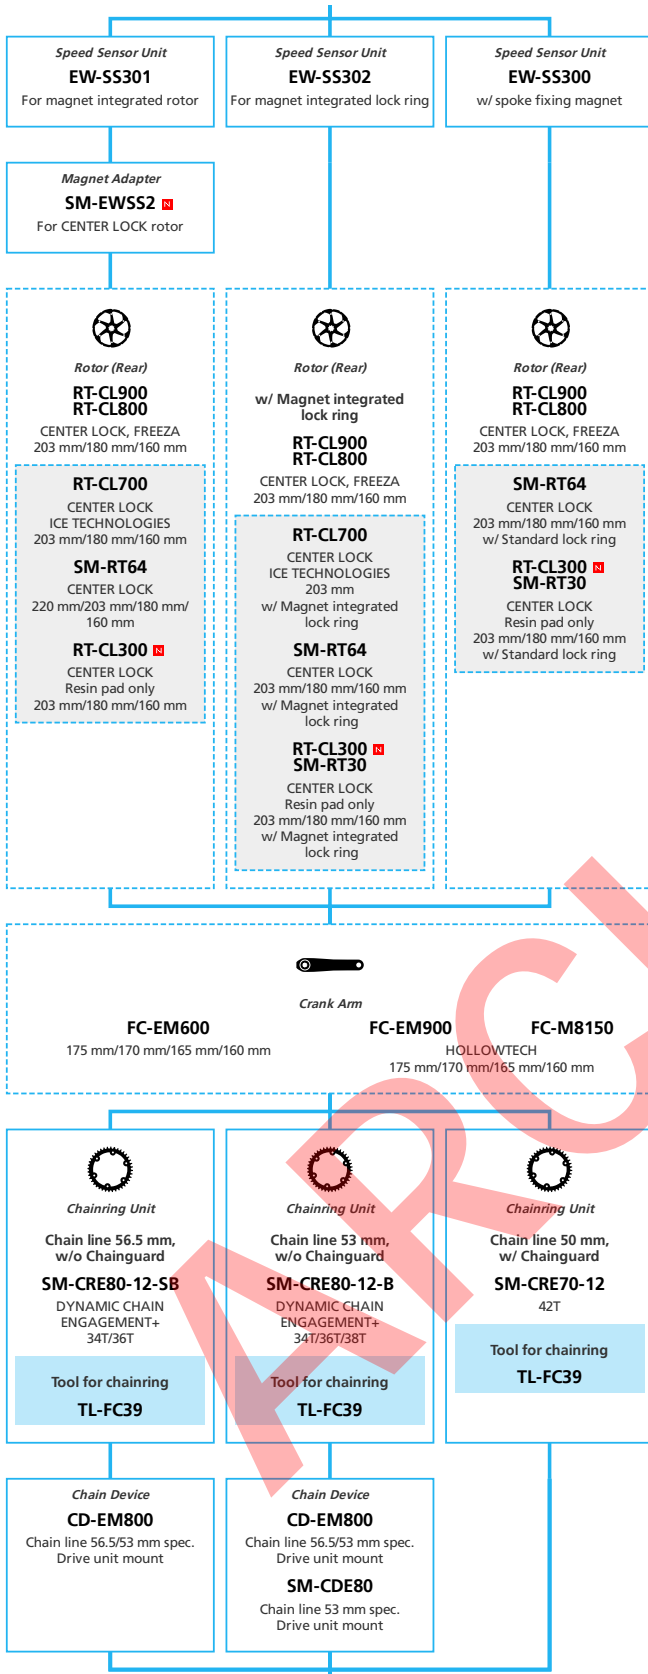 Speed Sensor Unit
EW-SS301
For magnet integrated rotor
Speed Sensor Unit
EW-SS302
For magnet integrated lock ring
Speed Sensor Unit
EW-SS300
w/ spoke fixing magnet
Magnet Adapter
SM-EWSS2 N
For CENTER LOCK rotor
Rotor (Rear)
RT-CL900
RT-CL800
CENTER LOCK, FREEZA
203 mm/180 mm/160 mm
RT-CL700
CENTER LOCK
ICE TECHNOLOGIES
203 mm/180 mm/160 mm
SM-RT64
CENTER LOCK
220 mm/203 mm/180 mm/
160 mm
RT-CL300 N
CENTER LOCK
Resin pad only
203 mm/180 mm/160 mm
Rotor (Rear)
w/ Magnet integrated
lock ring
RT-CL900
RT-CL800
CENTER LOCK, FREEZA
203 mm/180 mm/160 mm
RT-CL700
CENTER LOCK
ICE TECHNOLOGIES
203 mm
w/ Magnet integrated
lock ring
SM-RT64
CENTER LOCK
203 mm/180 mm/160 mm
w/ Magnet integrated
lock ring
RT-CL300 N
SM-RT30
CENTER LOCK
Resin pad only
203 mm/180 mm/160 mm
w/ Magnet integrated
lock ring
Rotor (Rear)
RT-CL900
RT-CL800
CENTER LOCK, FREEZA
203 mm/180 mm/160 mm
SM-RT64
CENTER LOCK
203 mm/180 mm/160 mm
w/ Standard lock ring
RT-CL300 N
SM-RT30
CENTER LOCK
Resin pad only
203 mm/180 mm/160 mm
w/ Standard lock ring
Crank Arm
FC-EM600
175 mm/170 mm/165 mm/160 mm
FC-EM900 FC-M8150
HOLLOWTECH
175 mm/170 mm/165 mm/160 mm
Chainring Unit
Chain line 56.5 mm,
w/o Chainguard
SM-CRE80-12-SB
DYNAMIC CHAIN
ENGAGEMENT+
34T/36T
Tool for chainring
TL-FC39
Chainring Unit
Chain line 53 mm,
w/o Chainguard
SM-CRE80-12-B
DYNAMIC CHAIN
ENGAGEMENT+
34T/36T/38T
Tool for chainring
TL-FC39
Chainring Unit
Chain line 50 mm,
w/ Chainguard
SM-CRE70-12
42T
Tool for chainring
TL-FC39
Chain Device
CD-EM800
Chain line 56.5/53 mm spec.
Drive unit mount
Chain Device
CD-EM800
Chain line 56.5/53 mm spec.
Drive unit mount
SM-CDE80
Chain line 53 mm spec.
Drive unit mount